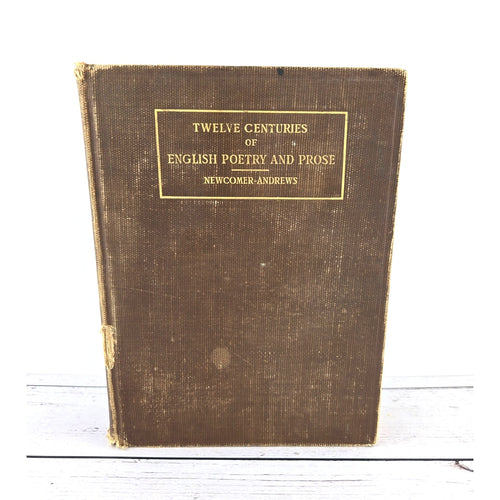 TWELVE CENTURIES
OF
ENGLISH POETRY AND PROSE
NEWCOMER-ANDREWS